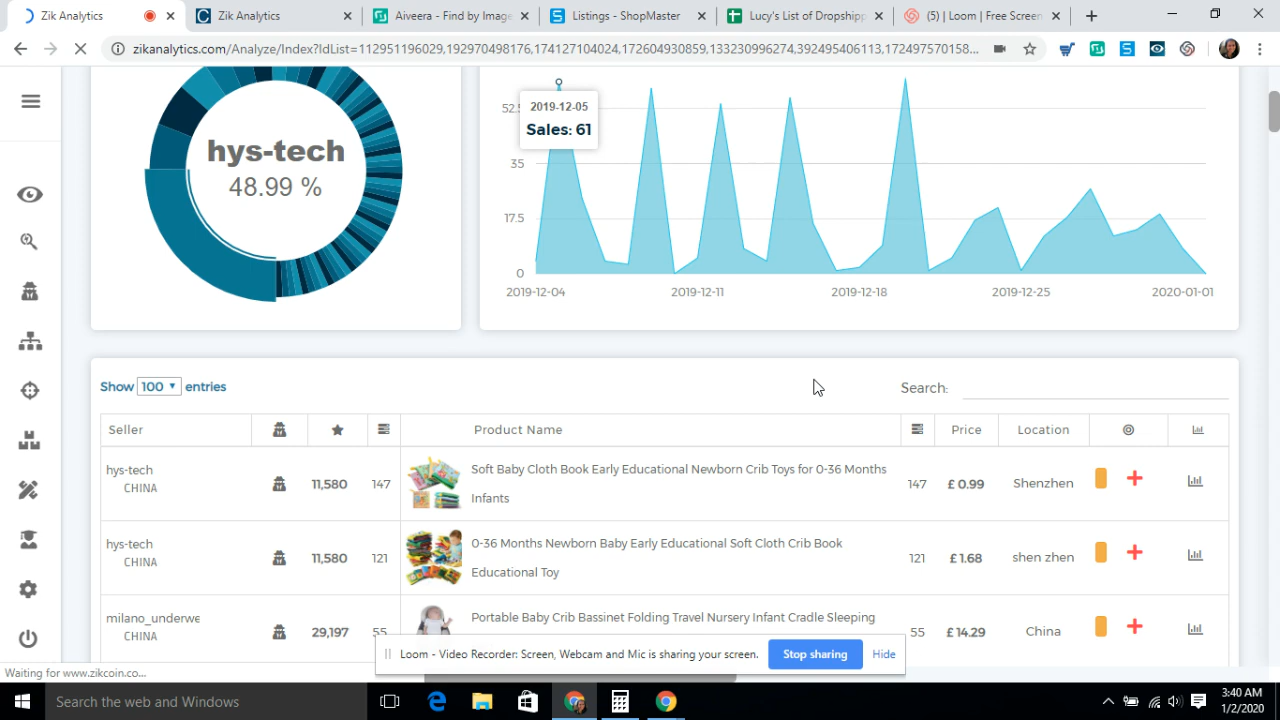 Zik Analytics
Zik Analytics
Aiveera - Find by Image
Listings - ShopMaster
Lucy's List of Dropshipp
(5) | Loom | Free Screen
zikanalytics.com/Analyze/Index?IdList=112951196029,192970498176,174127104024,172604930859,133230996274,392495406113,172497570158...
hys-tech
48.99 %
52.5
2019-12-05
Sales: 61
35
17.5
0
2019-12-04
2019-12-11
2019-12-18
2019-12-25
2020-01-01
Show 100 entries
Search:
Seller
Product Name
Price
Location
hys-tech
CHINA
11,580
147
Soft Baby Cloth Book Early Educational Newborn Crib Toys for 0-36 Months
Infants
147
£ 0.99
Shenzhen
hys-tech
CHINA
11,580
121
0-36 Months Newborn Baby Early Educational Soft Cloth Crib Book
Educational Toy
121
£ 1.68
shen zhen
milano_underwe
CHINA
29,197
55
Portable Baby Crib Bassinet Folding Travel Nursery Infant Cradle Sleeping
55
£ 14.29
China
Loom - Video Recorder: Screen, Webcam and Mic is sharing your screen.
Stop sharing
Hide
Waiting for www.zikcoin.co...
Search the web and Windows
3:40 AM
1/2/2020